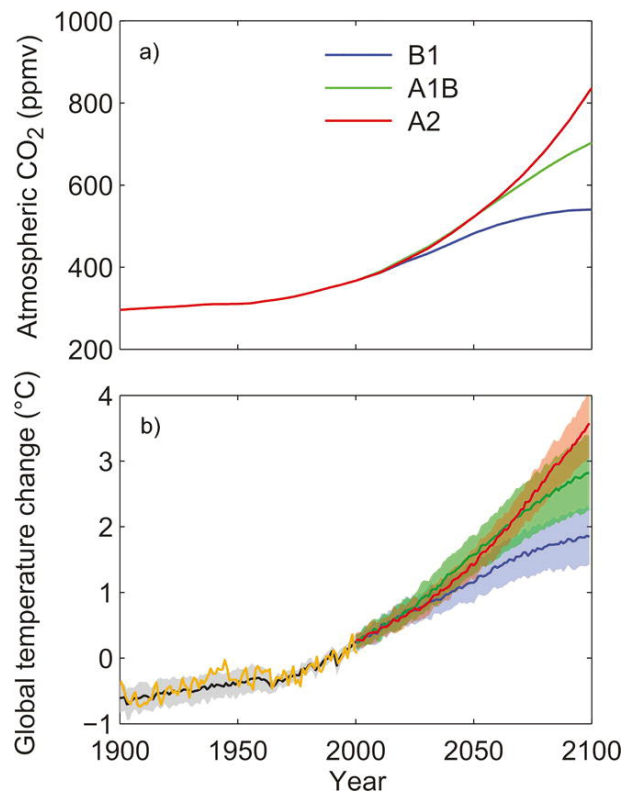 1000
a)
B1
A1B
A2
800
600
400
200
Atmospheric CO₂ (ppmv)
4
b)
3
2
1
0
−1
Global temperature change (°C)
1900
1950
2000
2050
2100
Year